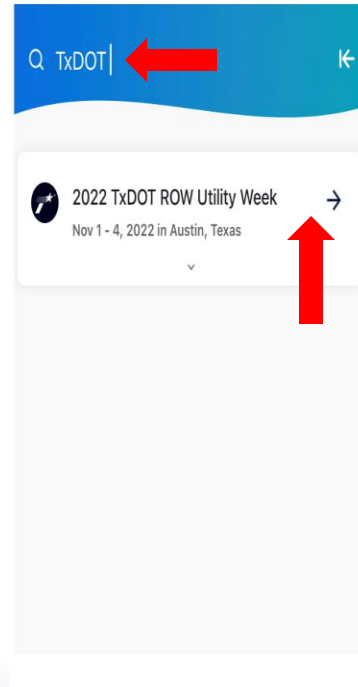 TxDOT
2022 TxDOT ROW Utility Week
Nov 1 - 4, 2022 in Austin, Texas